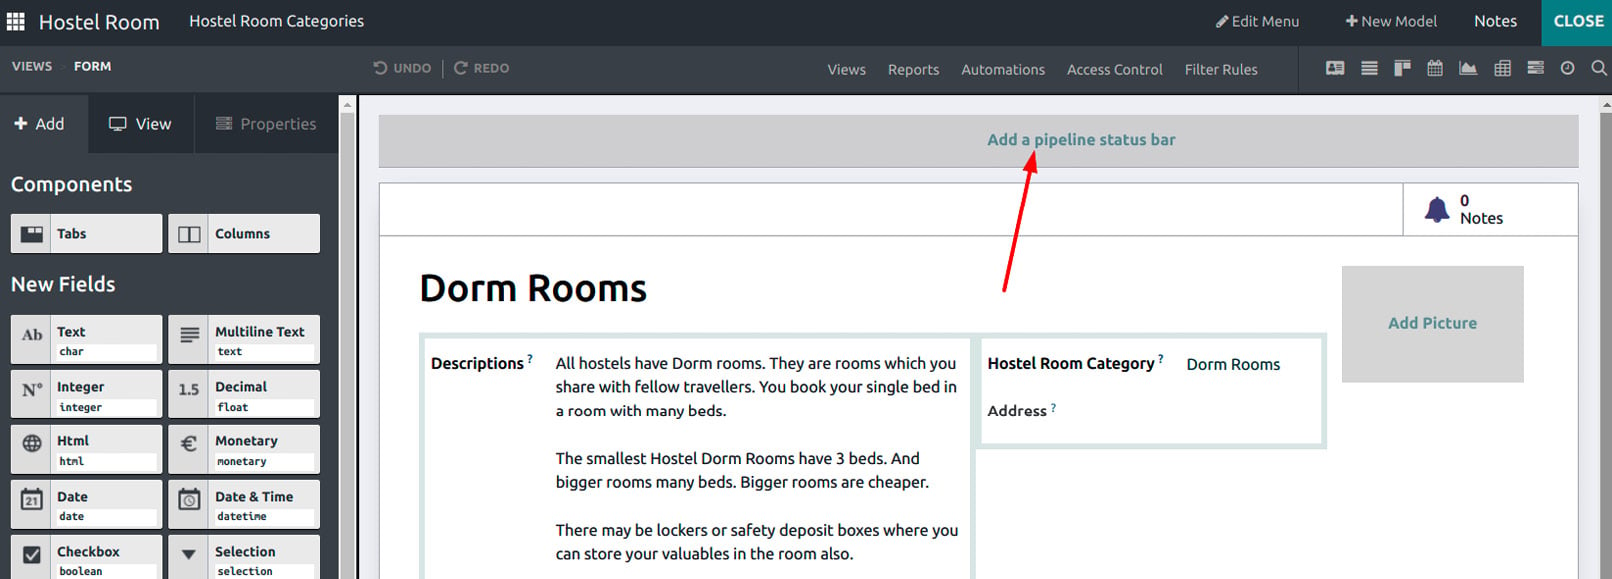 Hostel Room
Hostel Room Categories
Edit Menu
New Model
Notes
CLOSE
VIEWS > FORM
UNDO
REDO
Views
Reports
Automations
Access Control
Filter Rules
Add
View
Properties
Components
Tabs
Columns
New Fields
Ab Text
char
Multiline Text
text
N° Integer
integer
1.5 Decimal
float
Html
html
€ Monetary
monetary
21 Date
date
Date & Time
datetime
Checkbox
boolean
Selection
selection
Add a pipeline status bar
0
Notes
Dorm Rooms
Add Picture
Descriptions ?
All hostels have Dorm rooms. They are rooms which you
share with fellow travellers. You book your single bed in
a room with many beds.
The smallest Hostel Dorm Rooms have 3 beds. And
bigger rooms many beds. Bigger rooms are cheaper.
There may be lockers or safety deposit boxes where you
can store your valuables in the room also.
Hostel Room Category ? Dorm Rooms
Address ?